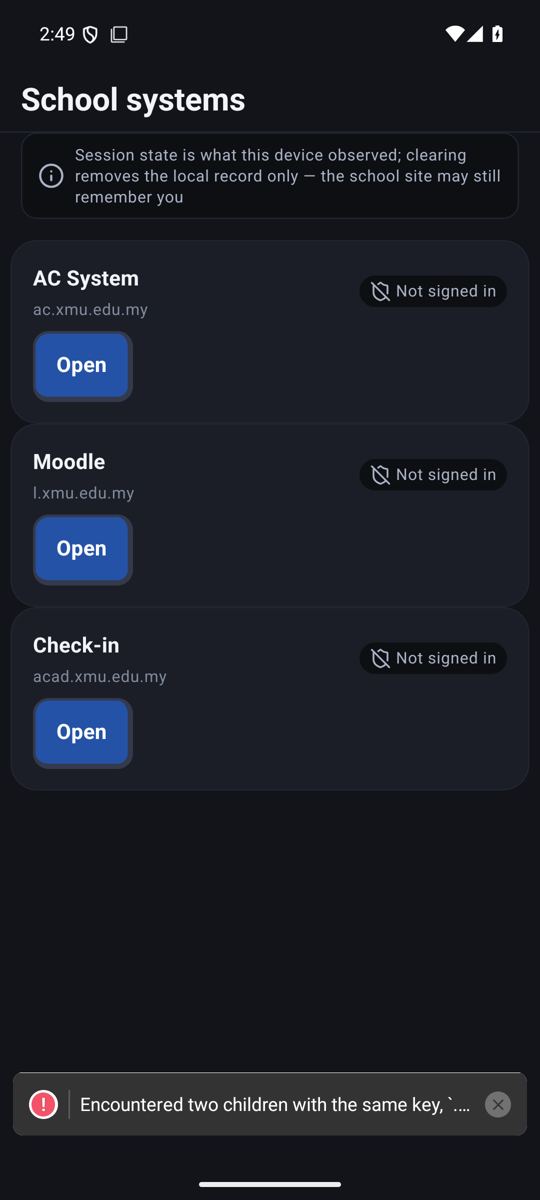 2:49
School systems
Session state is what this device observed; clearing
removes the local record only — the school site may still
remember you
AC System
Not signed in
ac.xmu.edu.my
Open
Moodle
Not signed in
l.xmu.edu.my
Open
Check-in
Not signed in
acad.xmu.edu.my
Open
Encountered two children with the same key, `.…